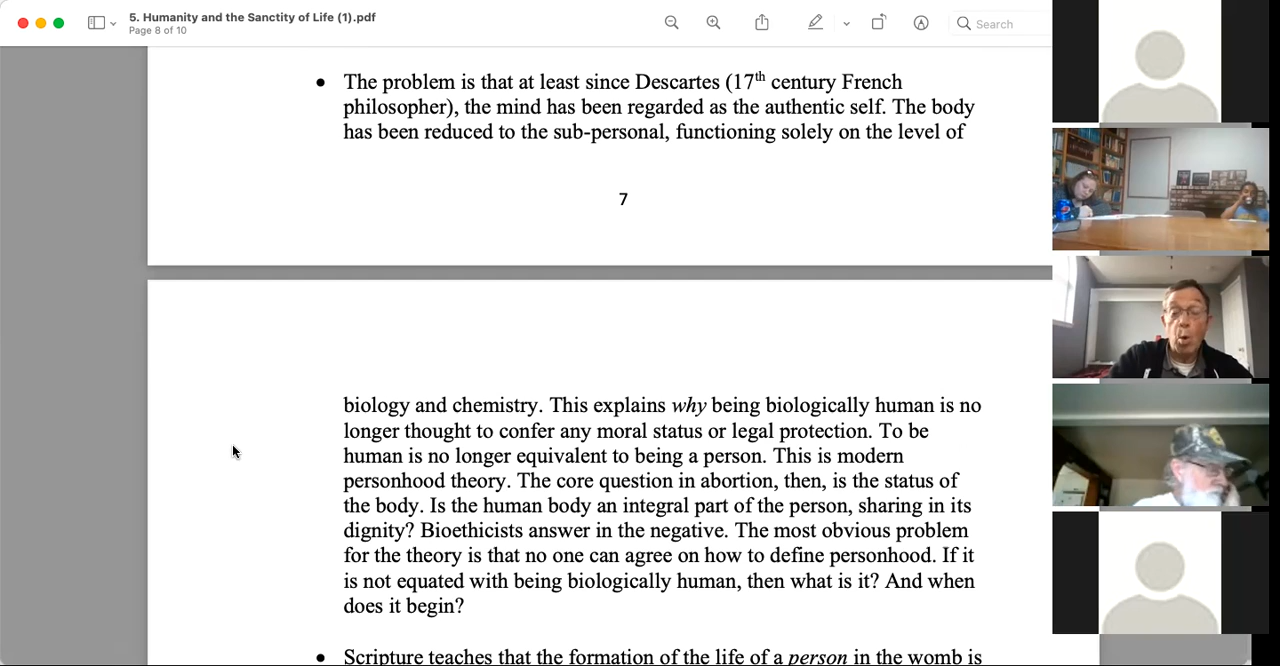 5. Humanity and the Sanctity of Life (1).pdf
Page 8 of 10
Search
• The problem is that at least since Descartes (17th century French
philosopher), the mind has been regarded as the authentic self. The body
has been reduced to the sub-personal, functioning solely on the level of
7
biology and chemistry. This explains why being biologically human is no
longer thought to confer any moral status or legal protection. To be
human is no longer equivalent to being a person. This is modern
personhood theory. The core question in abortion, then, is the status of
the body. Is the human body an integral part of the person, sharing in its
dignity? Bioethicists answer in the negative. The most obvious problem
for the theory is that no one can agree on how to define personhood. If it
is not equated with being biologically human, then what is it? And when
does it begin?
• Scripture teaches that the formation of the life of a person in the womb is